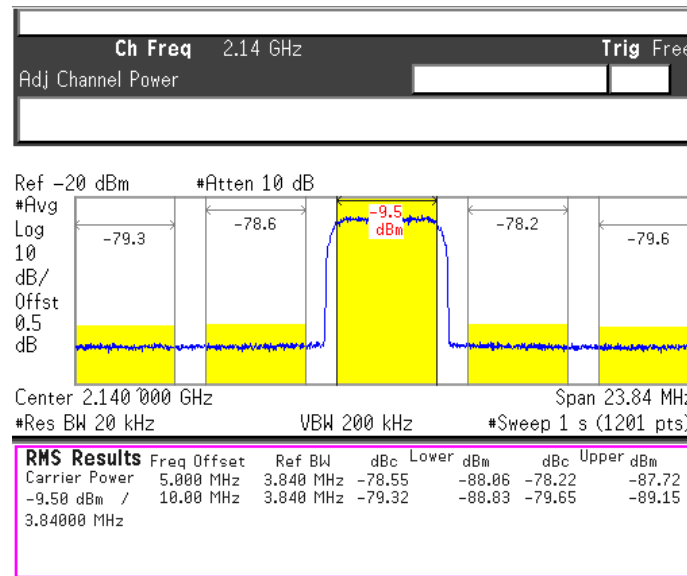 Ch Freq 2.14 GHz Trig Free
Adj Channel Power
Ref -20 dBm #Atten 10 dB
#Avg
Log
10
dB/
Offst
0.5
dB
-79.3 -78.6 -9.5 dBm -78.2 -79.6
Center 2.140 000 GHz Span 23.84 MHz
#Res BW 20 kHz VBW 200 kHz #Sweep 1 s (1201 pts)
RMS Results Freq Offset Ref BW dBc Lower dBm dBc Upper dBm
Carrier Power 5.000 MHz 3.840 MHz -78.55 -88.06 -78.22 -87.72
-9.50 dBm / 10.00 MHz 3.840 MHz -79.32 -88.83 -79.65 -89.15
3.84000 MHz